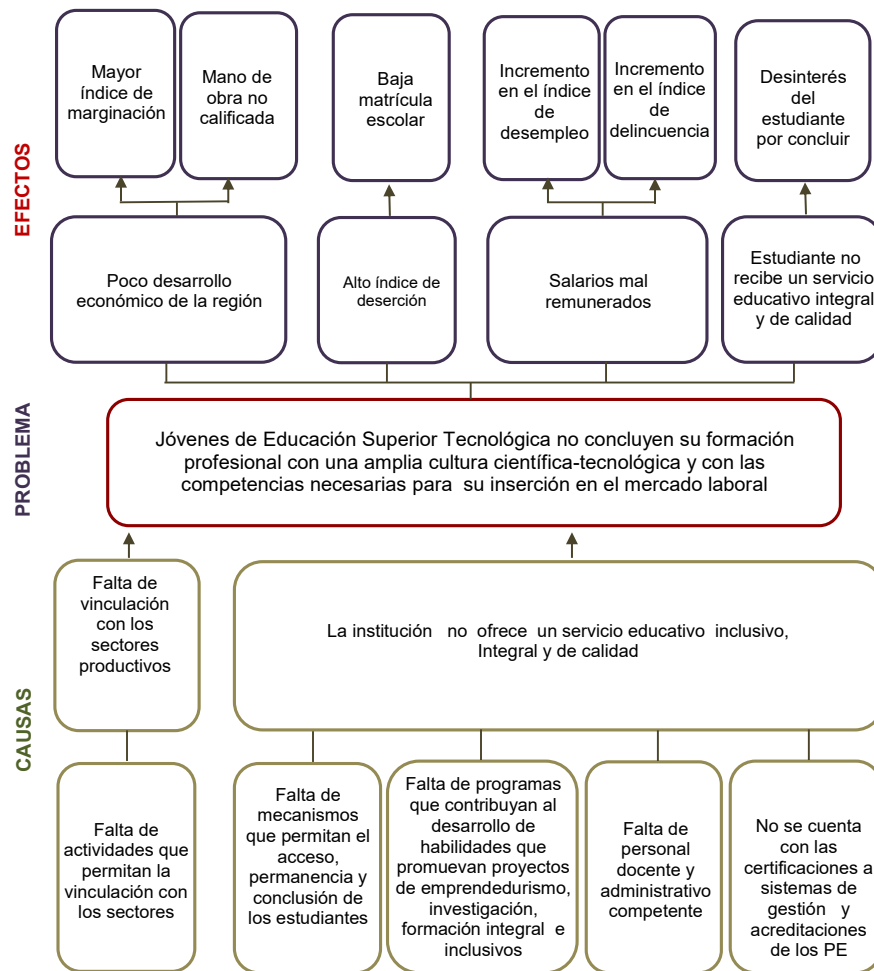 EFECTOS
Mayor
índice de
marginación
Mano de
obra no
calificada
Baja
matrícula
escolar
Incremento
en el índice
de
desempleo
Incremento
en el índice
de
delincuencia
Desinterés
del
estudiante
por concluir
Poco desarrollo
económico de la región
Alto índice de
deserción
Salarios mal
remunerados
Estudiante no
recibe un servicio
educativo integral
y de calidad
PROBLEMA
Jóvenes de Educación Superior Tecnológica no concluyen su formación
profesional con una amplia cultura científica-tecnológica y con las
competencias necesarias para su inserción en el mercado laboral
CAUSAS
Falta de
vinculación
con los
sectores
productivos
La institución no ofrece un servicio educativo inclusivo,
Integral y de calidad
Falta de
actividades que
permitan la
vinculación con
los sectores
Falta de
mecanismos
que permitan el
acceso,
permanencia y
conclusión de
los estudiantes
Falta de programas
que contribuyan al
desarrollo de
habilidades que
promuevan proyectos
de emprendedurismo,
investigación,
formación integral e
inclusivos
Falta de
personal
docente y
administrativo
competente
No se cuenta
con las
certificaciones a
sistemas de
gestión y
acreditaciones
de los PE